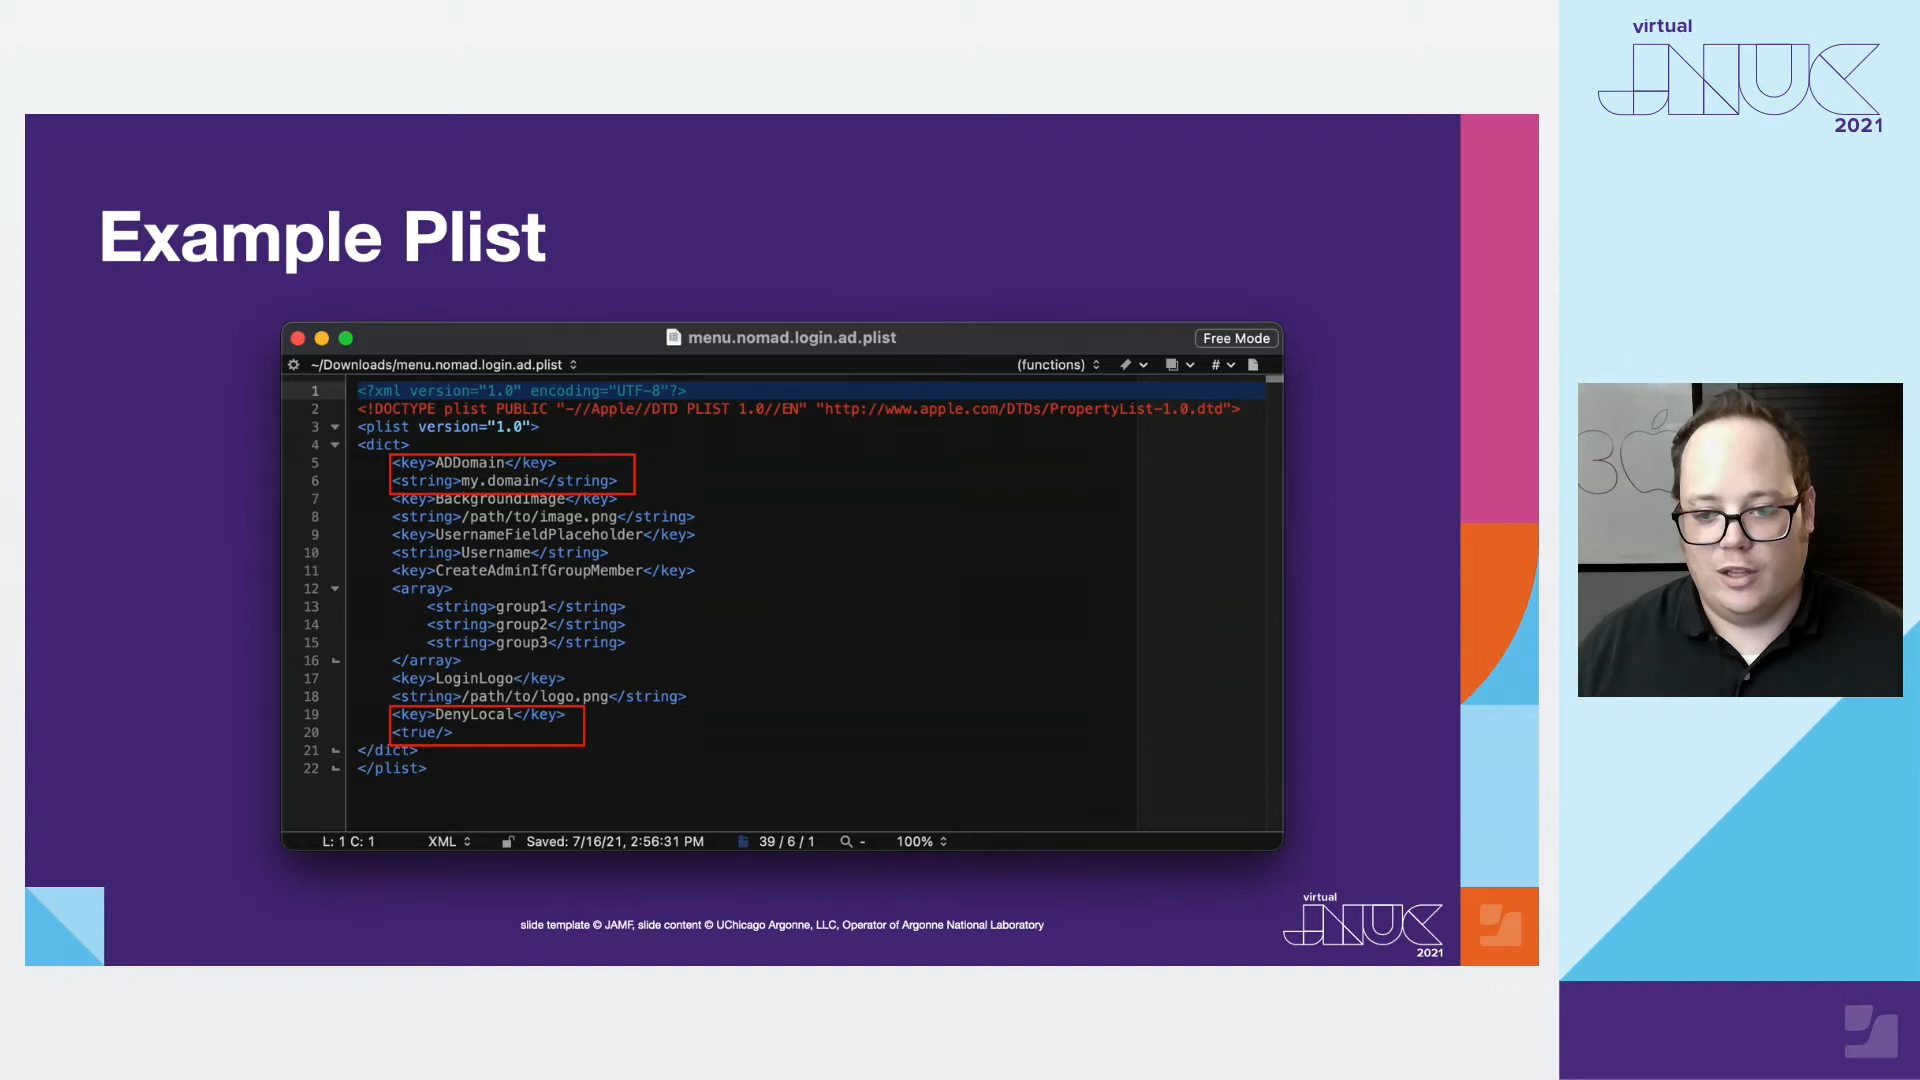 virtual
JNUC
2021
Example Plist
menu.nomad.login.ad.plist
Free Mode
~/Downloads/menu.nomad.login.ad.plist
(functions)
#
1 <?xml version="1.0" encoding="UTF-8"?>
2 <!DOCTYPE plist PUBLIC "-//Apple//DTD PLIST 1.0//EN" "http://www.apple.com/DTDs/PropertyList-1.0.dtd">
3 <plist version="1.0">
4 <dict>
5 <key>ADDomain</key>
6 <string>my.domain</string>
7 <key>BackgroundImage</key>
8 <string>/path/to/image.png</string>
9 <key>UsernameFieldPlaceholder</key>
10 <string>Username</string>
11 <key>CreateAdminIfGroupMember</key>
12 <array>
13 <string>group1</string>
14 <string>group2</string>
15 <string>group3</string>
16 </array>
17 <key>LoginLogo</key>
18 <string>/path/to/logo.png</string>
19 <key>DenyLocal</key>
20 <true/>
21 </dict>
22 </plist>
L: 1 C: 1 XML Saved: 7/16/21, 2:56:31 PM 39 / 6 / 1 - 100%
slide template © JAMF, slide content © UChicago Argonne, LLC, Operator of Argonne National Laboratory
virtual
JNUC
2021